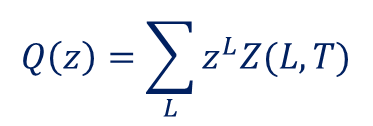 Q(z) = ∑_L z^L Z(L, T)